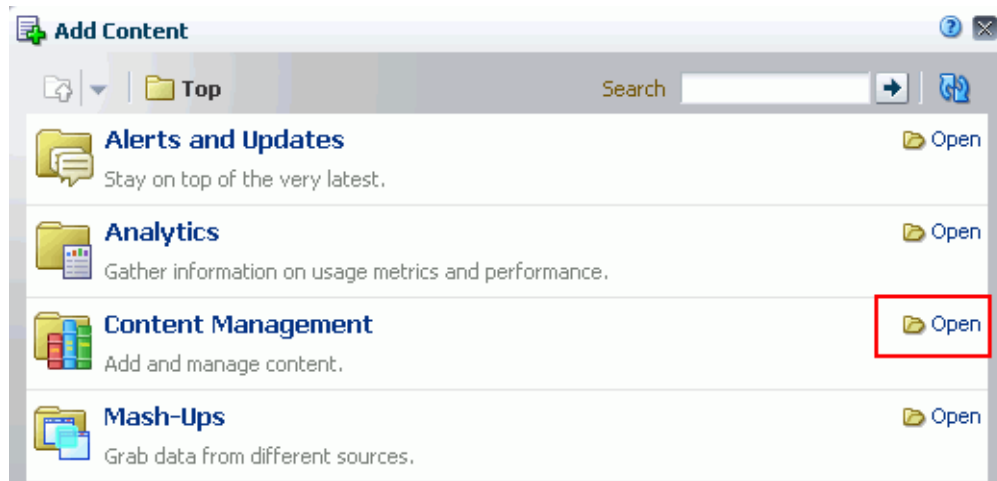 Add Content
Top Search
Alerts and Updates Open
Stay on top of the very latest.
Analytics Open
Gather information on usage metrics and performance.
Content Management Open
Add and manage content.
Mash-Ups Open
Grab data from different sources.